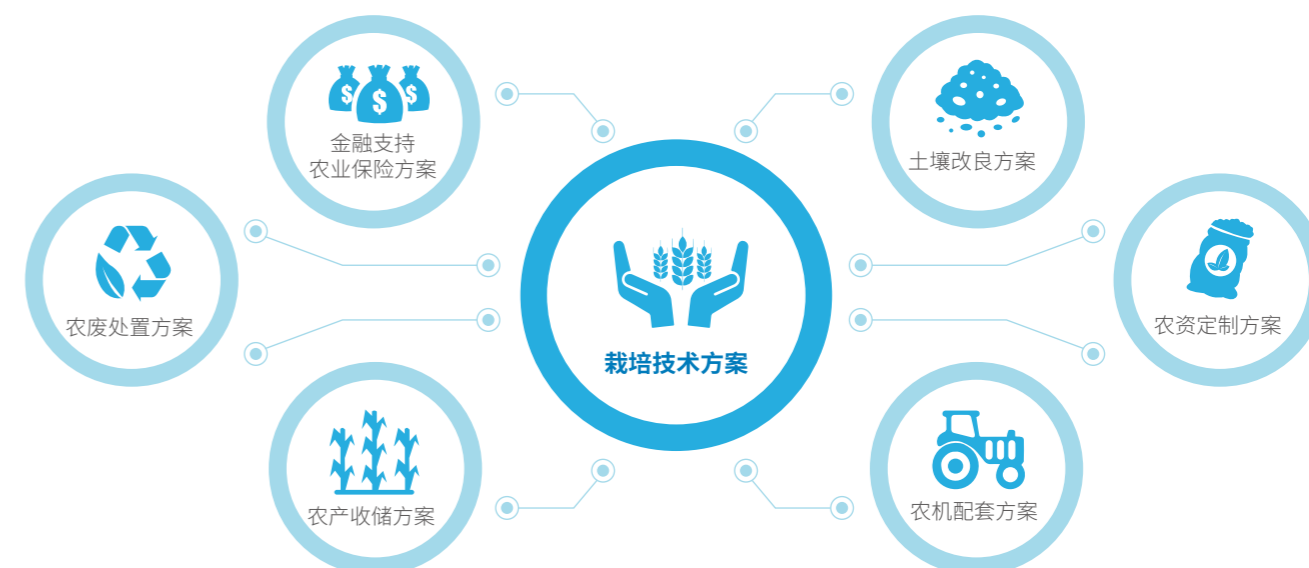 金融支持
农业保险方案
土壤改良方案
农废处置方案
栽培技术方案
农资定制方案
农产收储方案
农机配套方案